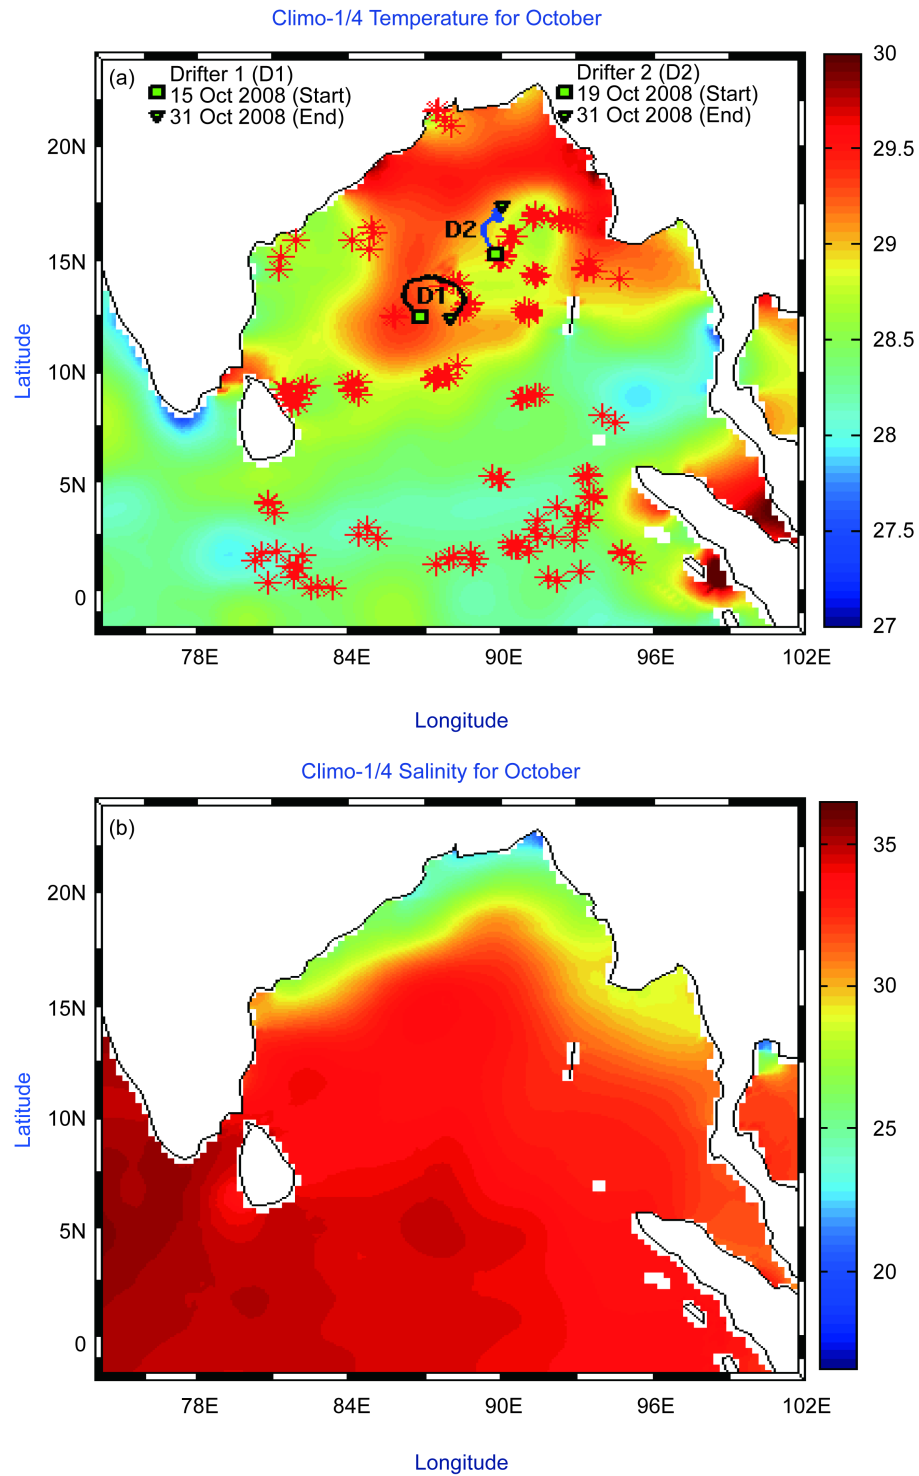 Climo-1/4 Temperature for October
(a)
Drifter 1 (D1)
15 Oct 2008 (Start)
31 Oct 2008 (End)
Drifter 2 (D2)
19 Oct 2008 (Start)
31 Oct 2008 (End)
D2
D1
20N
15N
10N
5N
0
Latitude
78E
84E
90E
96E
102E
Longitude
30
29.5
29
28.5
28
27.5
27
Climo-1/4 Salinity for October
(b)
20N
15N
10N
5N
0
Latitude
78E
84E
90E
96E
102E
Longitude
35
30
25
20